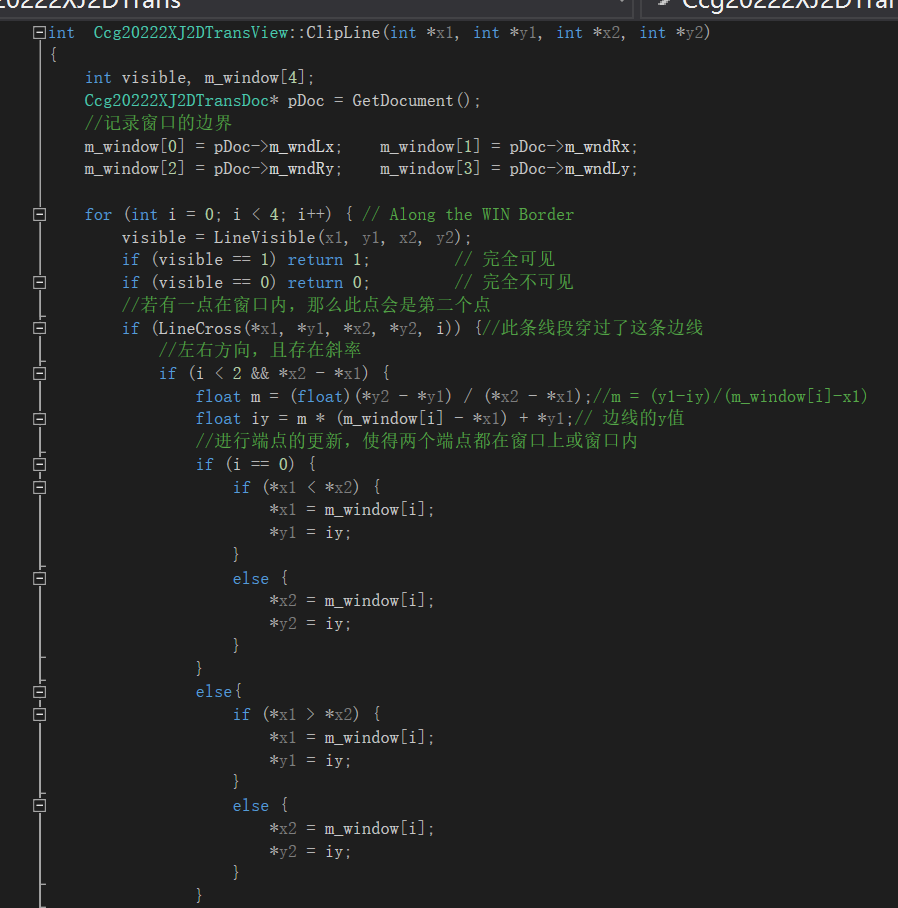 20222XJ2DTrans
Ccg20222XJ2DTran
int  Ccg20222XJ2DTransView::ClipLine(int *x1, int *y1, int *x2, int *y2)
{
    int visible, m_window[4];
    Ccg20222XJ2DTransDoc* pDoc = GetDocument();
    //记录窗口的边界
    m_window[0] = pDoc->m_wndLx;    m_window[1] = pDoc->m_wndRx;
    m_window[2] = pDoc->m_wndRy;    m_window[3] = pDoc->m_wndLy;
    for (int i = 0; i < 4; i++) { // Along the WIN Border
        visible = LineVisible(x1, y1, x2, y2);
        if (visible == 1) return 1;         // 完全可见
        if (visible == 0) return 0;         // 完全不可见
        //若有一点在窗口内，那么此点会是第二个点
        if (LineCross(*x1, *y1, *x2, *y2, i)) {//此条线段穿过了这条边线
            //左右方向，且存在斜率
            if (i < 2 && *x2 - *x1) {
                float m = (float)(*y2 - *y1) / (*x2 - *x1);//m = (y1-iy)/(m_window[i]-x1)
                float iy = m * (m_window[i] - *x1) + *y1;// 边线的y值
                //进行端点的更新，使得两个端点都在窗口上或窗口内
                if (i == 0) {
                    if (*x1 < *x2) {
                        *x1 = m_window[i];
                        *y1 = iy;
                    }
                    else {
                        *x2 = m_window[i];
                        *y2 = iy;
                    }
                }
                else{
                    if (*x1 > *x2) {
                        *x1 = m_window[i];
                        *y1 = iy;
                    }
                    else {
                        *x2 = m_window[i];
                        *y2 = iy;
                    }
                }